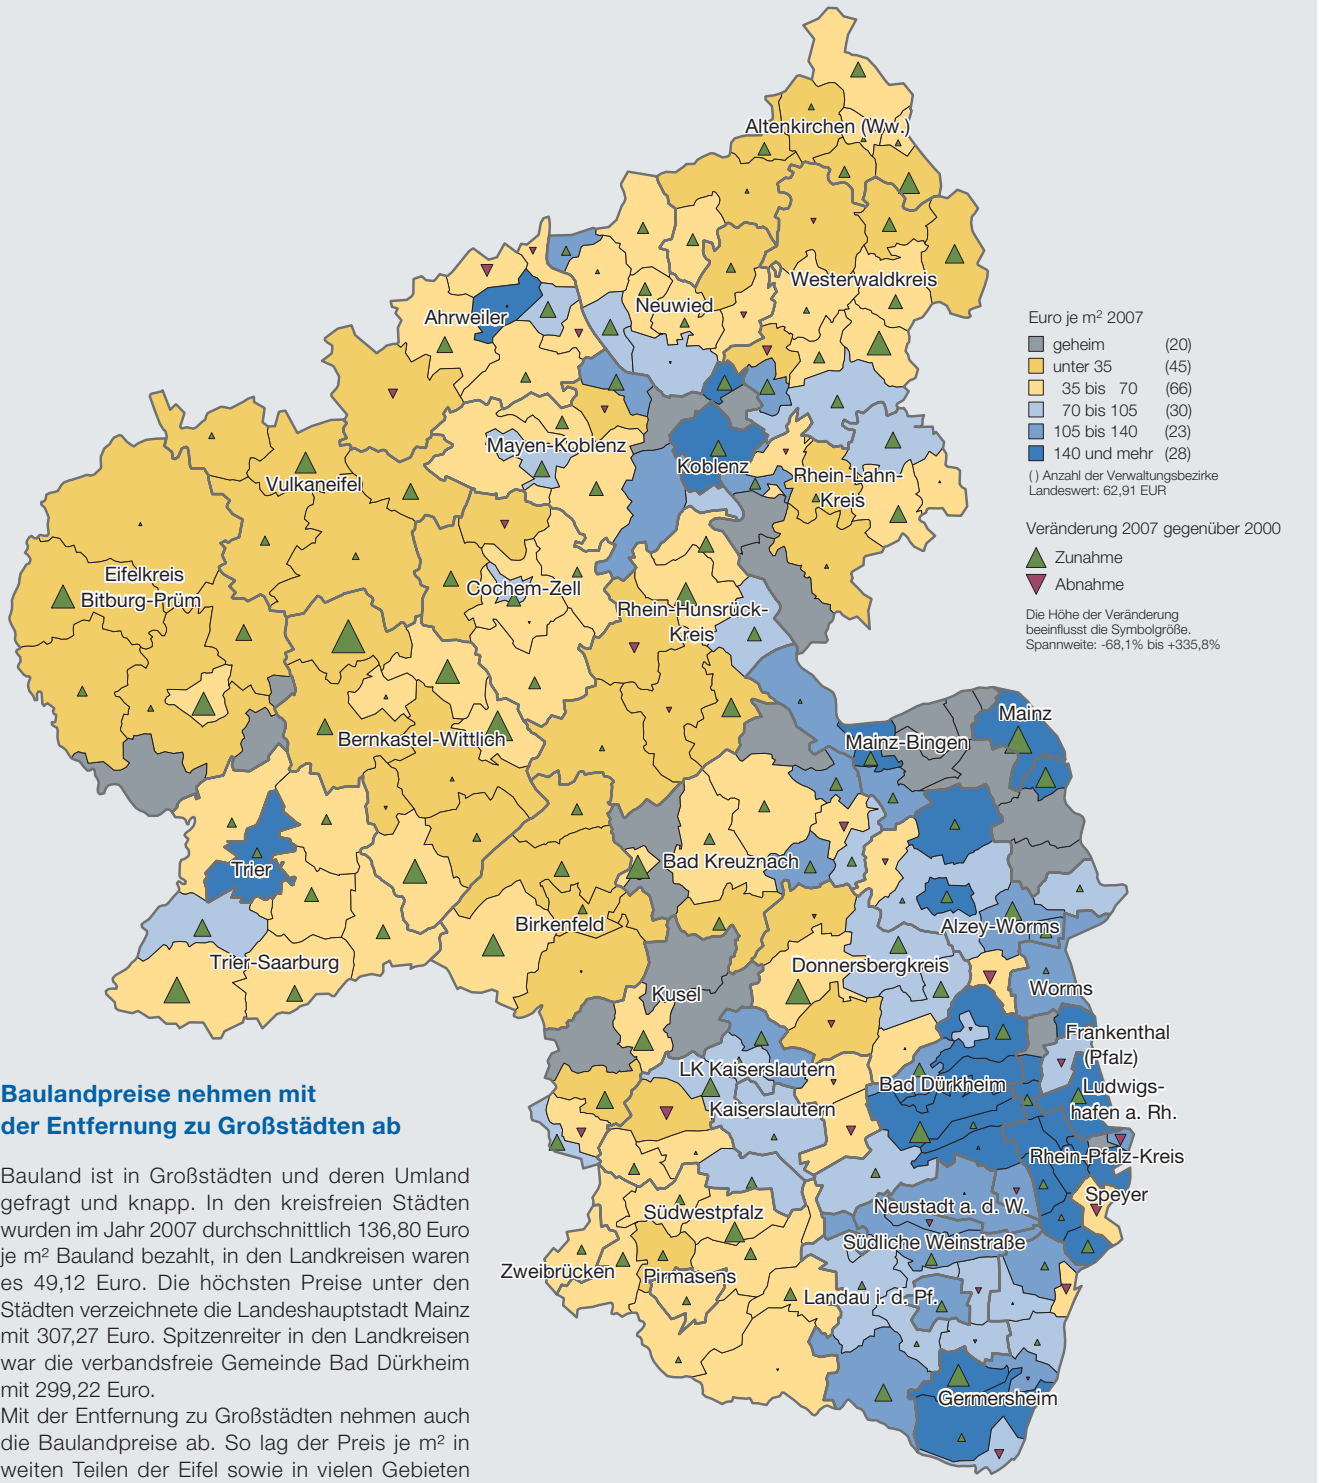 Altenkirchen (Ww.)
Westerwaldkreis
Neuwied
Ahrweiler
Mayen-Koblenz
Koblenz
Rhein-Lahn-
Kreis
Vulkaneifel
Eifelkreis
Bitburg-Prüm
Cochem-Zell
Rhein-Hunsrück-
Kreis
Bernkastel-Wittlich
Mainz
Mainz-Bingen
Trier
Bad Kreuznach
Birkenfeld
Alzey-Worms
Trier-Saarburg
Donnersbergkreis
Kusel
Worms
Frankenthal
(Pfalz)
LK Kaiserslautern
Bad Dürkheim
Ludwigs-
hafen a. Rh.
Kaiserslautern
Rhein-Pfalz-Kreis
Speyer
Neustadt a. d. W.
Südwestpfalz
Südliche Weinstraße
Zweibrücken
Pirmasens
Landau i. d. Pf.
Germersheim
Euro je m² 2007
geheim (20)
unter 35 (45)
35 bis 70 (66)
70 bis 105 (30)
105 bis 140 (23)
140 und mehr (28)
( ) Anzahl der Verwaltungsbezirke
Landeswert: 62,91 EUR
Veränderung 2007 gegenüber 2000
Zunahme
Abnahme
Die Höhe der Veränderung
beeinflusst die Symbolgröße.
Spannweite: -68,1% bis +335,8%
Baulandpreise nehmen mit
der Entfernung zu Großstädten ab
Bauland ist in Großstädten und deren Umland
gefragt und knapp. In den kreisfreien Städten
wurden im Jahr 2007 durchschnittlich 136,80 Euro
je m² Bauland bezahlt, in den Landkreisen waren
es 49,12 Euro. Die höchsten Preise unter den
Städten verzeichnete die Landeshauptstadt Mainz
mit 307,27 Euro. Spitzenreiter in den Landkreisen
war die verbandsfreie Gemeinde Bad Dürkheim
mit 299,22 Euro.
Mit der Entfernung zu Großstädten nehmen auch
die Baulandpreise ab. So lag der Preis je m² in
weiten Teilen der Eifel sowie in vielen Gebieten